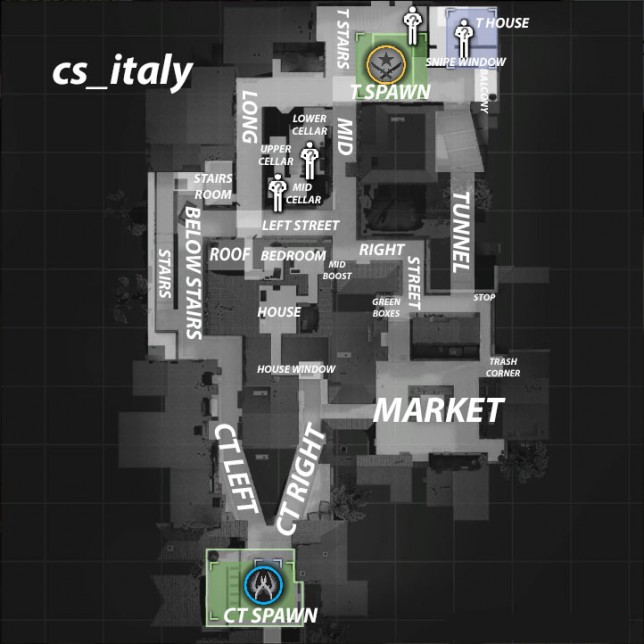 T STAIRS
T HOUSE
cs_italy
SNIPE WINDOW
T SPAWN
BALCONY
LONG
LOWER
CELLAR
MID
UPPER
CELLAR
STAIRS
ROOM
MID
CELLAR
TUNNEL
BELOW STAIRS
LEFT STREET
STAIRS
ROOF
BEDROOM
RIGHT
STREET
MID
BOOST
STOP
GREEN
BOXES
HOUSE
HOUSE WINDOW
TRASH
CORNER
MARKET
CT LEFT
CT RIGHT
CT SPAWN